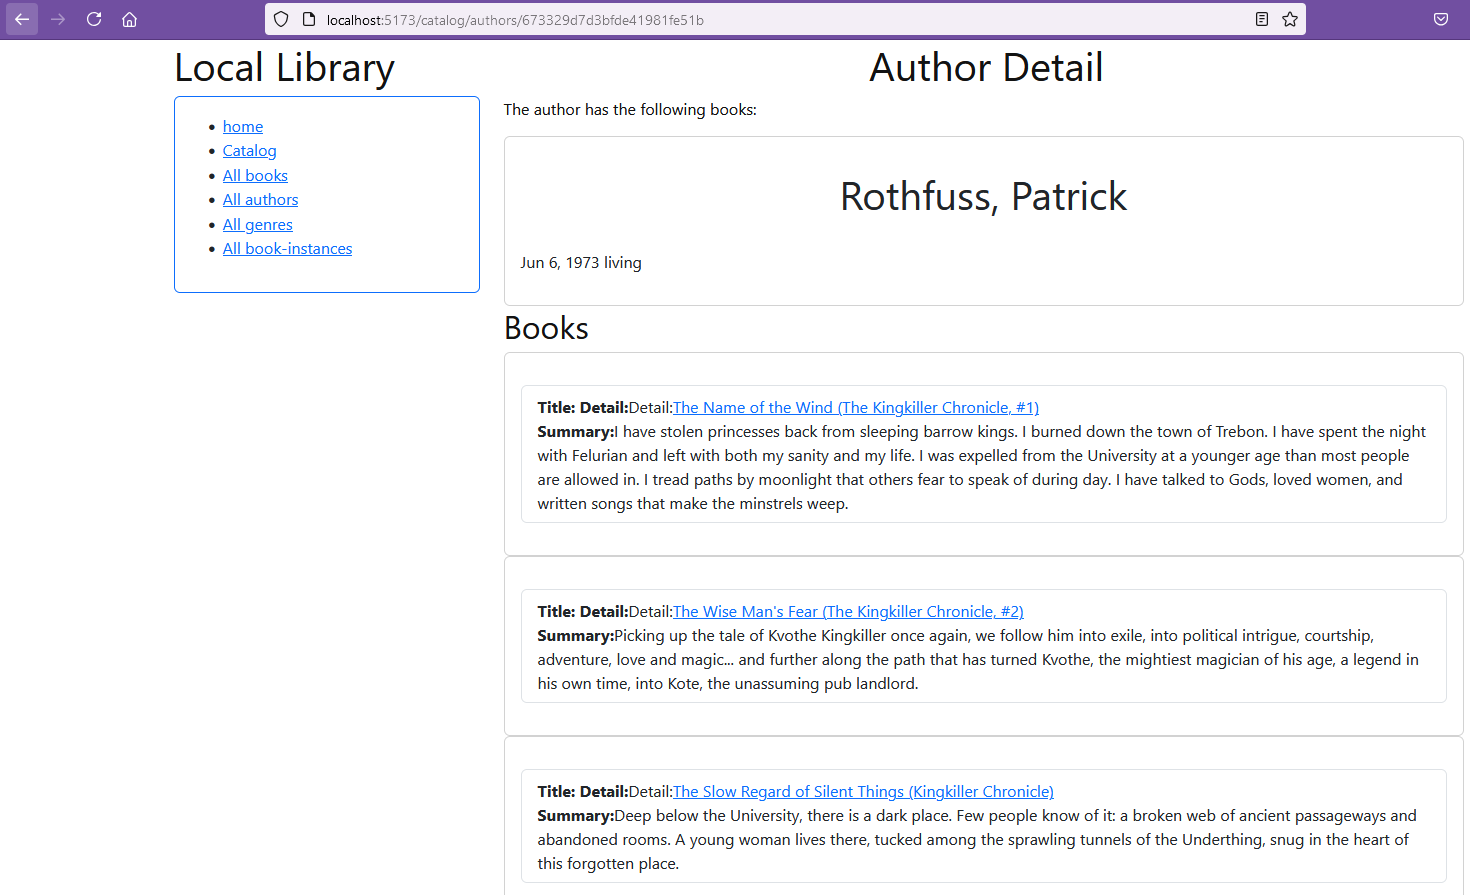 localhost:5173/catalog/authors/673329d7d3bfde41981fe51b
Local Library
home
Catalog
All books
All authors
All genres
All book-instances
Author Detail
The author has the following books:
Rothfuss, Patrick
Jun 6, 1973 living
Books
Title: Detail:Detail:The Name of the Wind (The Kingkiller Chronicle, #1)
Summary:I have stolen princesses back from sleeping barrow kings. I burned down the town of Trebon. I have spent the night
with Felurian and left with both my sanity and my life. I was expelled from the University at a younger age than most people
are allowed in. I tread paths by moonlight that others fear to speak of during day. I have talked to Gods, loved women, and
written songs that make the minstrels weep.
Title: Detail:Detail:The Wise Man's Fear (The Kingkiller Chronicle, #2)
Summary:Picking up the tale of Kvothe Kingkiller once again, we follow him into exile, into political intrigue, courtship,
adventure, love and magic... and further along the path that has turned Kvothe, the mightiest magician of his age, a legend in
his own time, into Kote, the unassuming pub landlord.
Title: Detail:Detail:The Slow Regard of Silent Things (Kingkiller Chronicle)
Summary:Deep below the University, there is a dark place. Few people know of it: a broken web of ancient passageways and
abandoned rooms. A young woman lives there, tucked among the sprawling tunnels of the Underthing, snug in the heart of
this forgotten place.